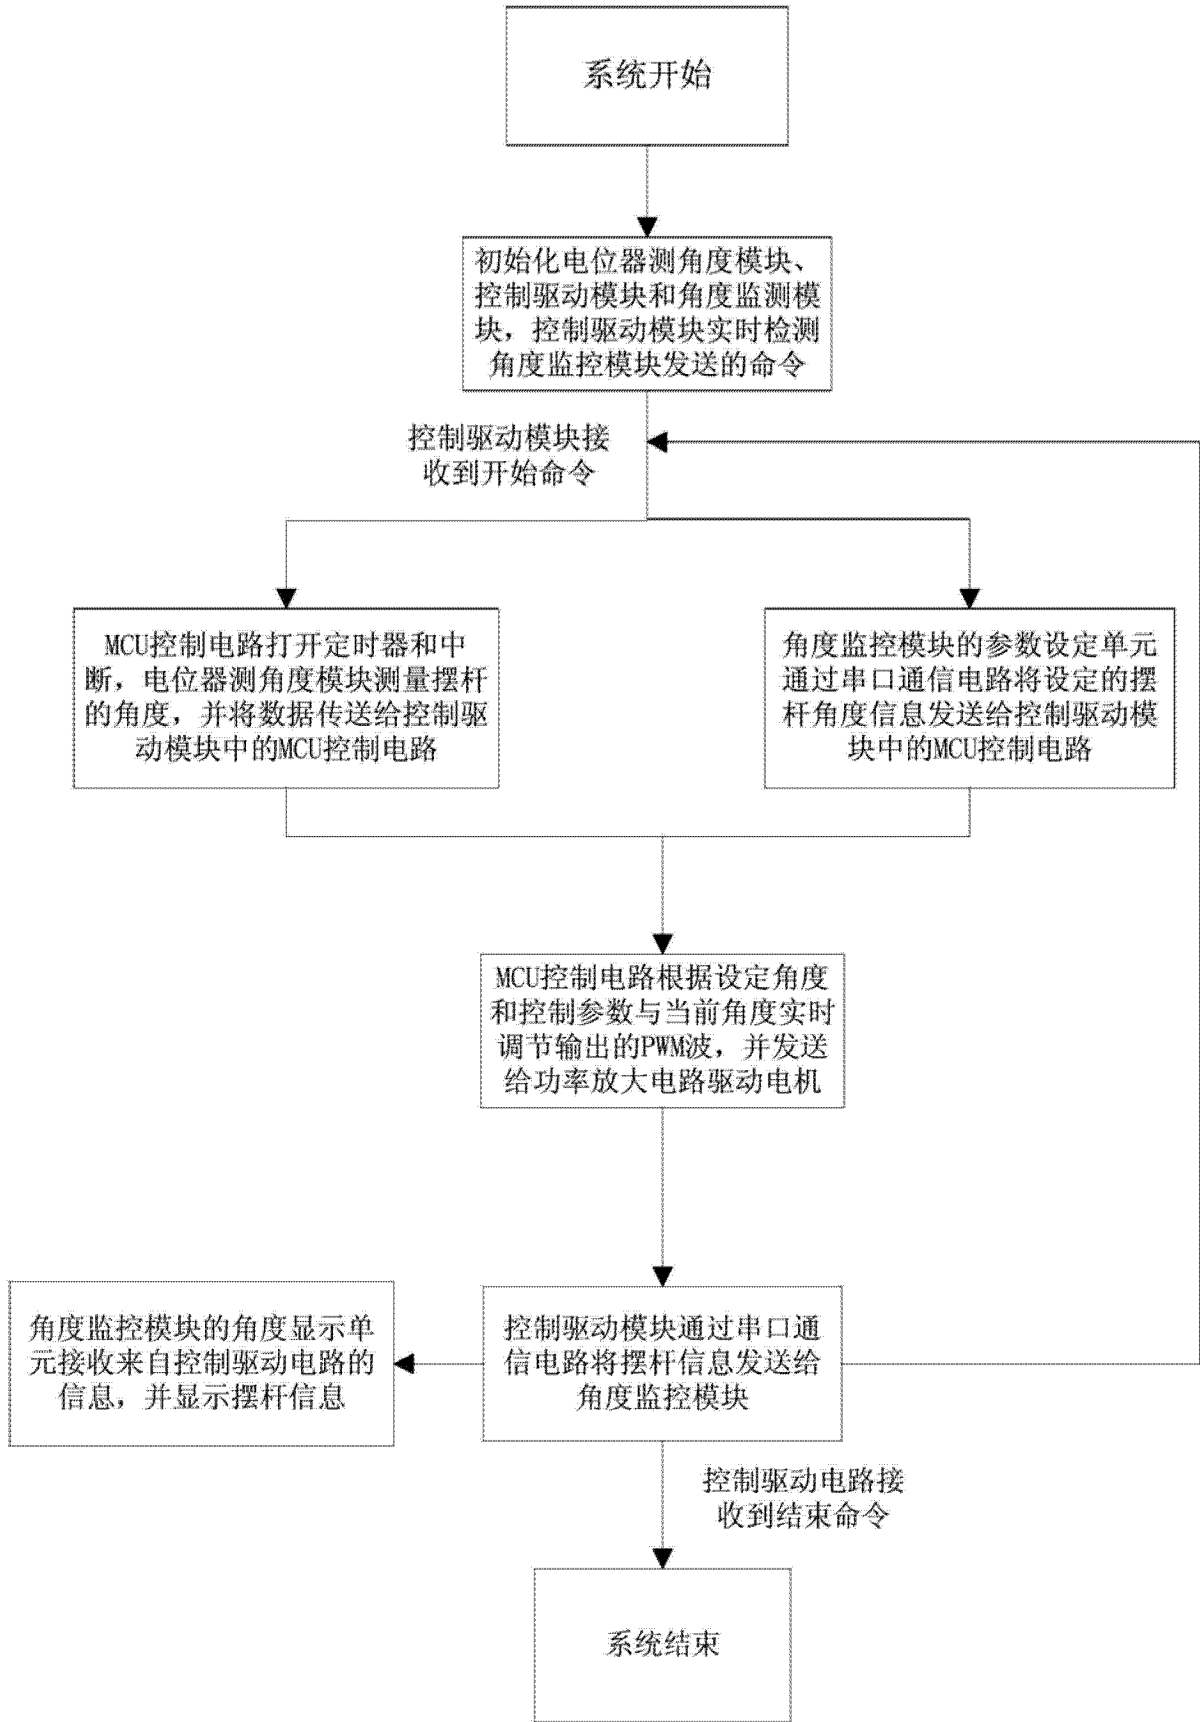 系统开始
初始化电位器测角度模块、
控制驱动模块和角度监测模
块，控制驱动模块实时检测
角度监控模块发送的命令
控制驱动模块接
收到开始命令
MCU控制电路打开定时器和中
断，电位器测角度模块测量摆杆
的角度，并将数据传送给控制驱
动模块中的MCU控制电路
角度监控模块的参数设定单元
通过串口通信电路将设定的摆
杆角度信息发送给控制驱动模
块中的MCU控制电路
MCU控制电路根据设定角度
和控制参数与当前角度实时
调节输出的PWM波，并发送
给功率放大电路驱动电机
角度监控模块的角度显示单
元接收来自控制驱动电路的
信息，并显示摆杆信息
控制驱动模块通过串口通
信电路将摆杆信息发送给
角度监控模块
控制驱动电路接
收到结束命令
系统结束